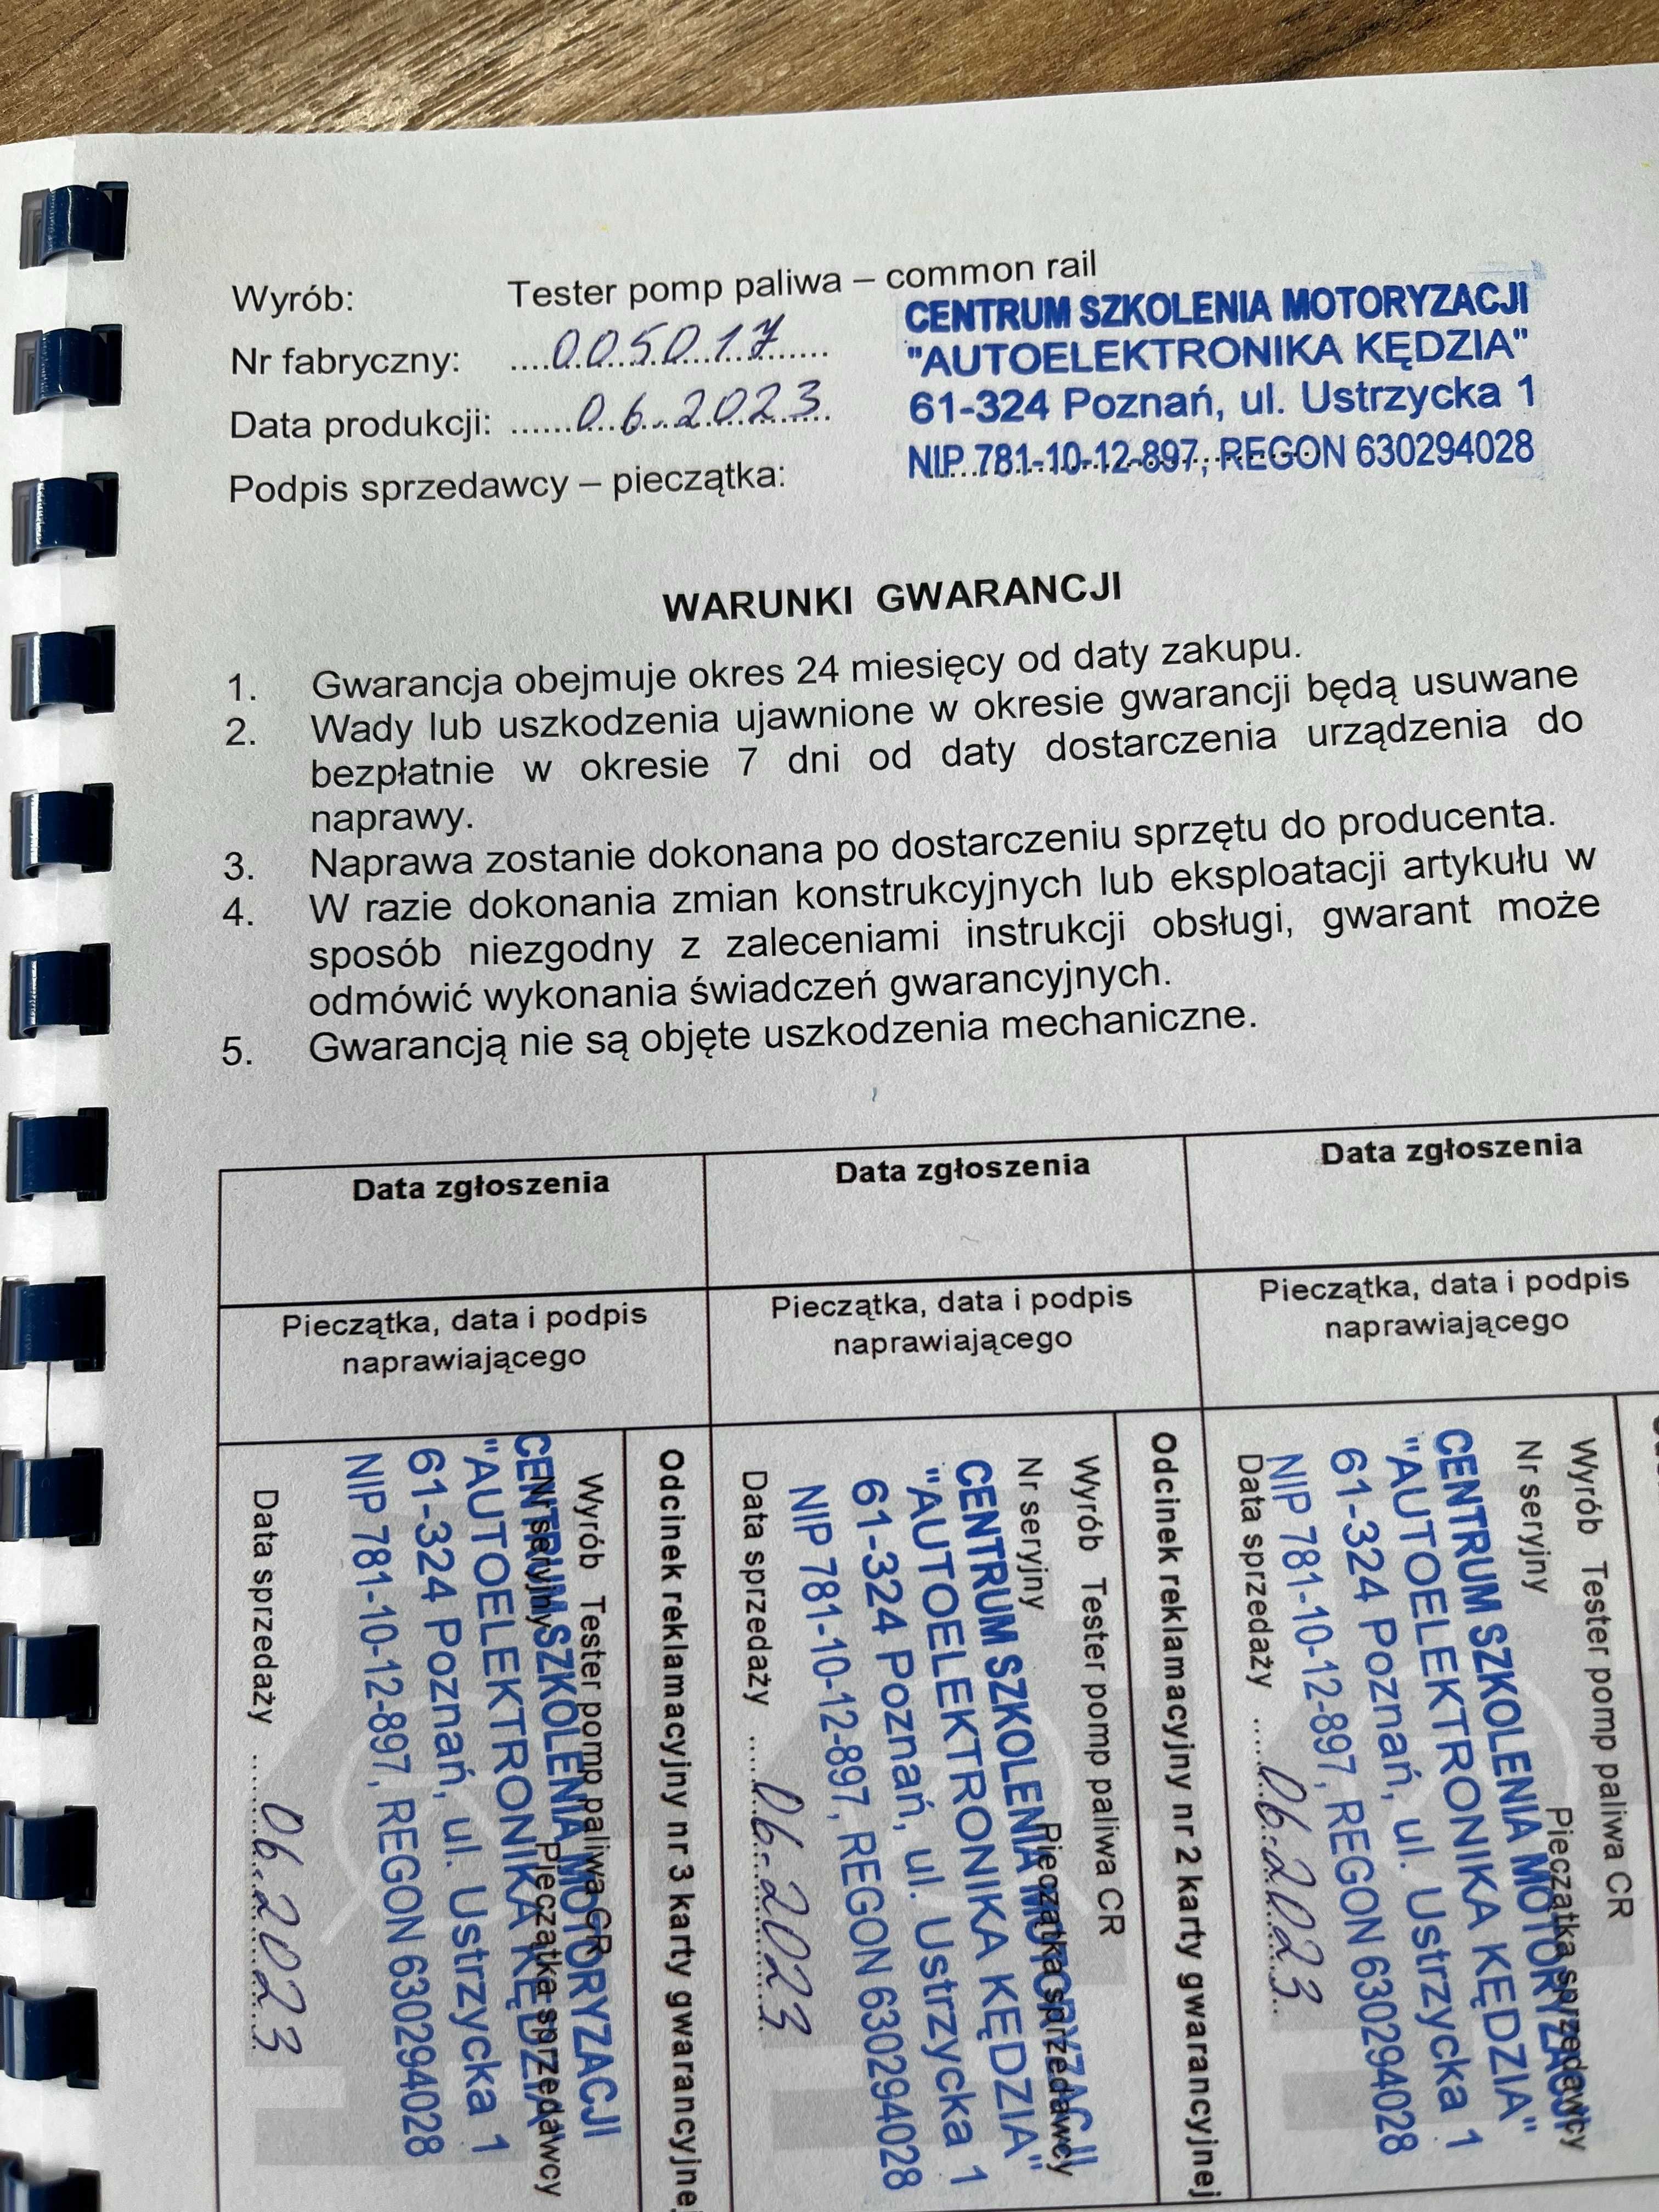 Wyrób: Tester pomp paliwa – common rail
CENTRUM SZKOLENIA MOTORYZACJI
Nr fabryczny: ....005017......
"AUTOELEKTRONIKA KĘDZIA"
Data produkcji: ......06.2023.
61-324 Poznań, ul. Ustrzycka 1
NIP 781-10-12-897, REGON 630294028
Podpis sprzedawcy – pieczątka:
WARUNKI GWARANCJI
1. Gwarancja obejmuje okres 24 miesięcy od daty zakupu.
2. Wady lub uszkodzenia ujawnione w okresie gwarancji będą usuwane
bezpłatnie w okresie 7 dni od daty dostarczenia urządzenia do
naprawy.
3. Naprawa zostanie dokonana po dostarczeniu sprzętu do producenta.
4. W razie dokonania zmian konstrukcyjnych lub eksploatacji artykułu w
sposób niezgodny z zaleceniami instrukcji obsługi, gwarant może
odmówić wykonania świadczeń gwarancyjnych.
5. Gwarancją nie są objęte uszkodzenia mechaniczne.
Data zgłoszenia
Data zgłoszenia
Data zgłoszenia
Pieczątka, data i podpis
naprawiającego
Pieczątka, data i podpis
naprawiającego
Pieczątka, data i podpis
naprawiającego
Odcinek reklamacyjny nr 3 karty gwarancyjnej
Wyrób Tester pomp paliwa CR
Nr seryjny
Pieczątka sprzedawcy
CENTRUM SZKOLENIA MOTORYZACJI
"AUTOELEKTRONIKA KĘDZIA"
61-324 Poznań, ul. Ustrzycka 1
NIP 781-10-12-897, REGON 630294028
Data sprzedaży ......06.2023
Odcinek reklamacyjny nr 2 karty gwarancyjnej
Wyrób Tester pomp paliwa CR
Nr seryjny
Pieczątka sprzedawcy
CENTRUM SZKOLENIA MOTORYZACJI
"AUTOELEKTRONIKA KĘDZIA"
61-324 Poznań, ul. Ustrzycka 1
NIP 781-10-12-897, REGON 630294028
Data sprzedaży .....06.2023
Wyrób Tester pomp paliwa CR
Nr seryjny
Pieczątka sprzedawcy
CENTRUM SZKOLENIA MOTORYZACJI
"AUTOELEKTRONIKA KĘDZIA"
61-324 Poznań, ul. Ustrzycka 1
NIP 781-10-12-897, REGON 630294028
Data sprzedaży .....06.2023